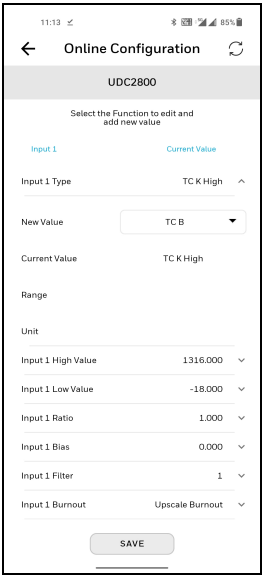 11:13
85%
Online Configuration
UDC2800
Select the Function to edit and
add new value
Input 1 Current Value
Input 1 Type TC K High
New Value TC B
Current Value TC K High
Range
Unit
Input 1 High Value 1316.000
Input 1 Low Value -18.000
Input 1 Ratio 1.000
Input 1 Bias 0.000
Input 1 Filter 1
Input 1 Burnout Upscale Burnout
SAVE